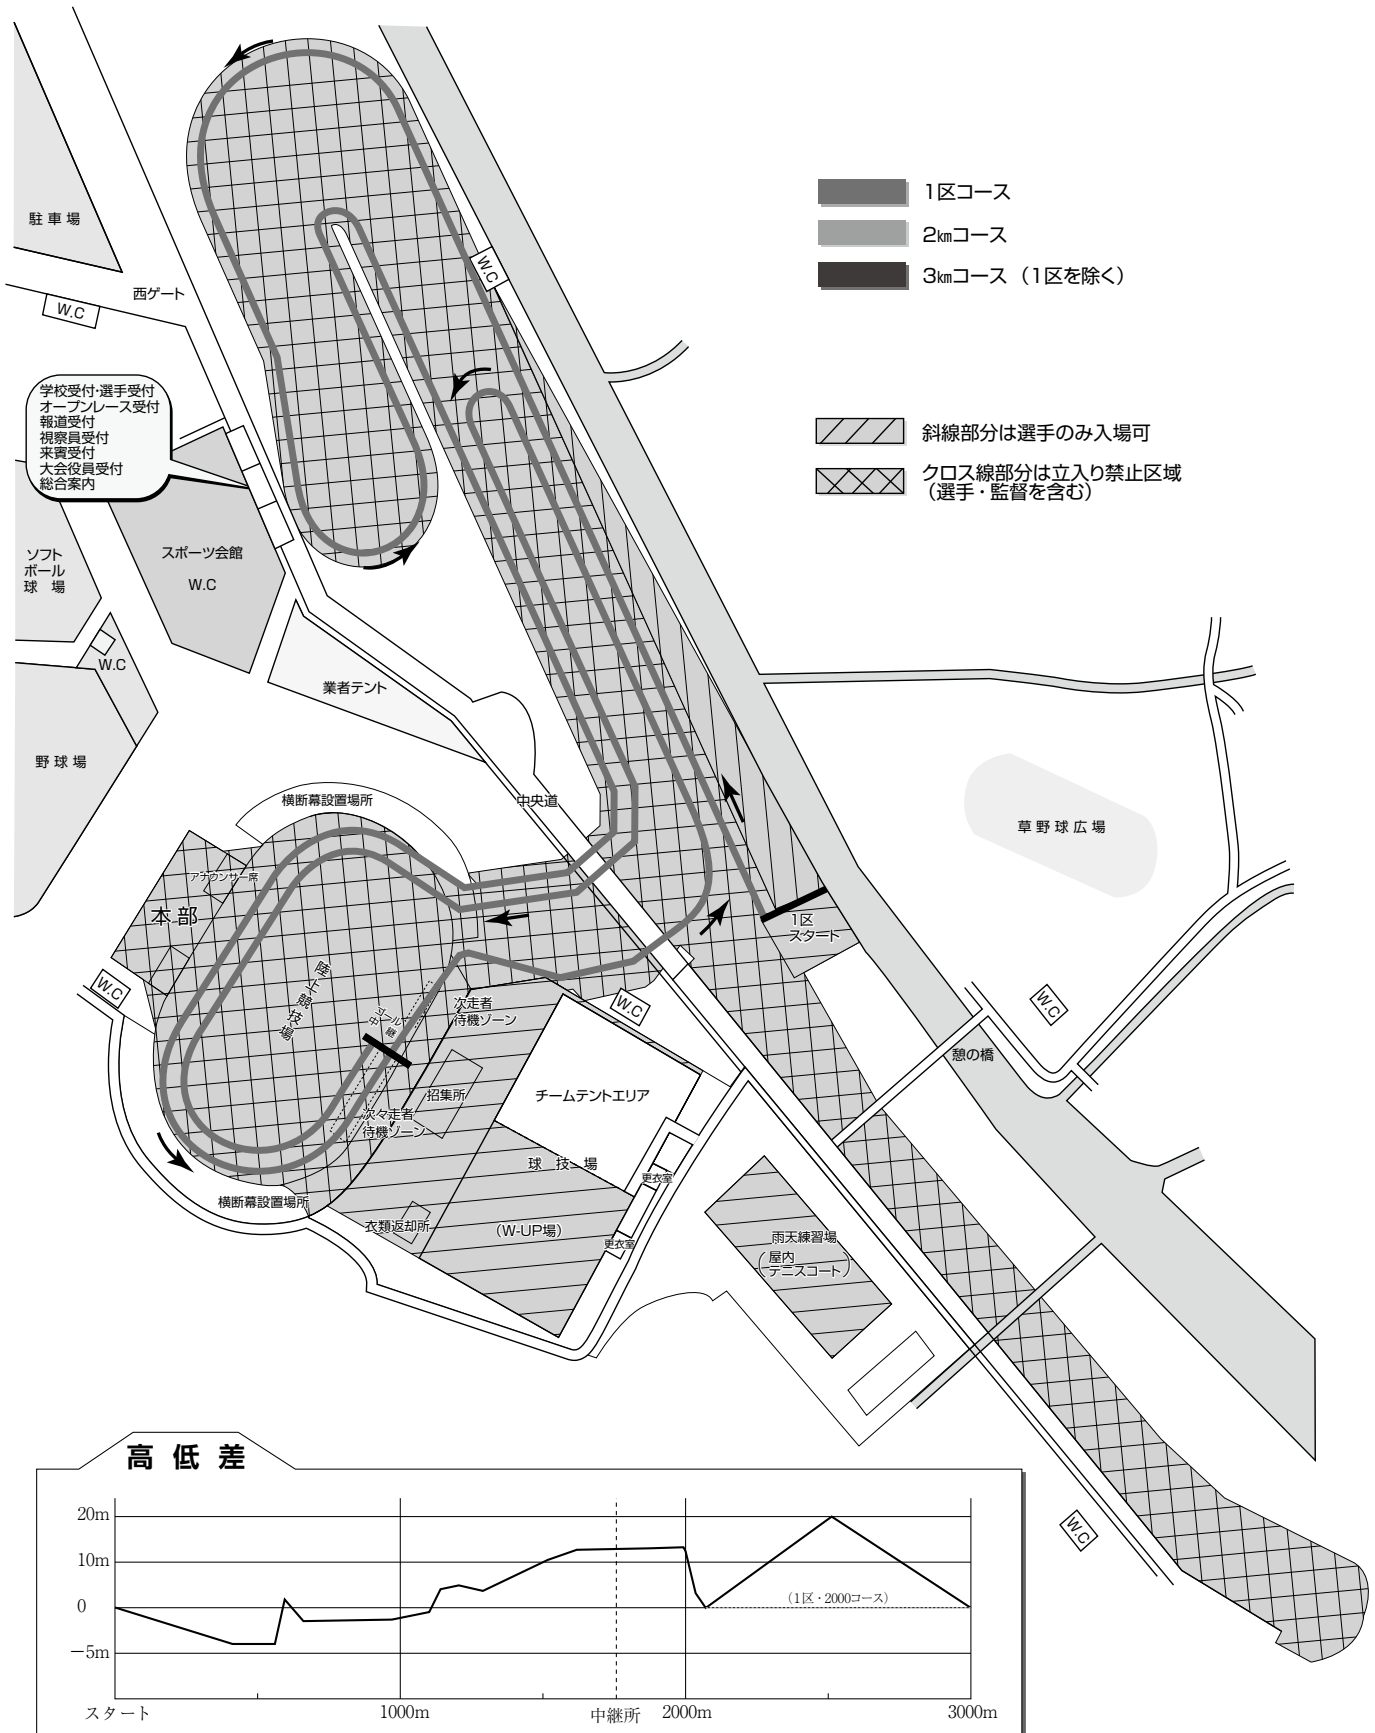 1区コース
2㎞コース
3㎞コース（1区を除く）
斜線部分は選手のみ入場可
クロス線部分は立入り禁止区域
（選手・監督を含む）
駐車場
西ゲート
W.C
W.C
学校受付・選手受付
オープンレース受付
報道受付
視察員受付
来賓受付
大会役員受付
総合案内
ソフト
ボール
球　場
スポーツ会館
W.C
W.C
業者テント
野球場
横断幕設置場所
中央道
草野球広場
アナウンサー席
本部
1区
スタート
W.C
陸上競技場
ゴール
中継
次走者
待機ゾーン
W.C
W.C
憩の橋
招集所
チームテントエリア
次々走者
待機ゾーン
球技場
更衣室
横断幕設置場所
衣類返却所
（W-UP場）
更衣室
雨天練習場
（屋内
テニスコート）
W.C
高低差
20m
10m
0
－5m
（1区・2000コース）
スタート
1000m
中継所
2000m
3000m